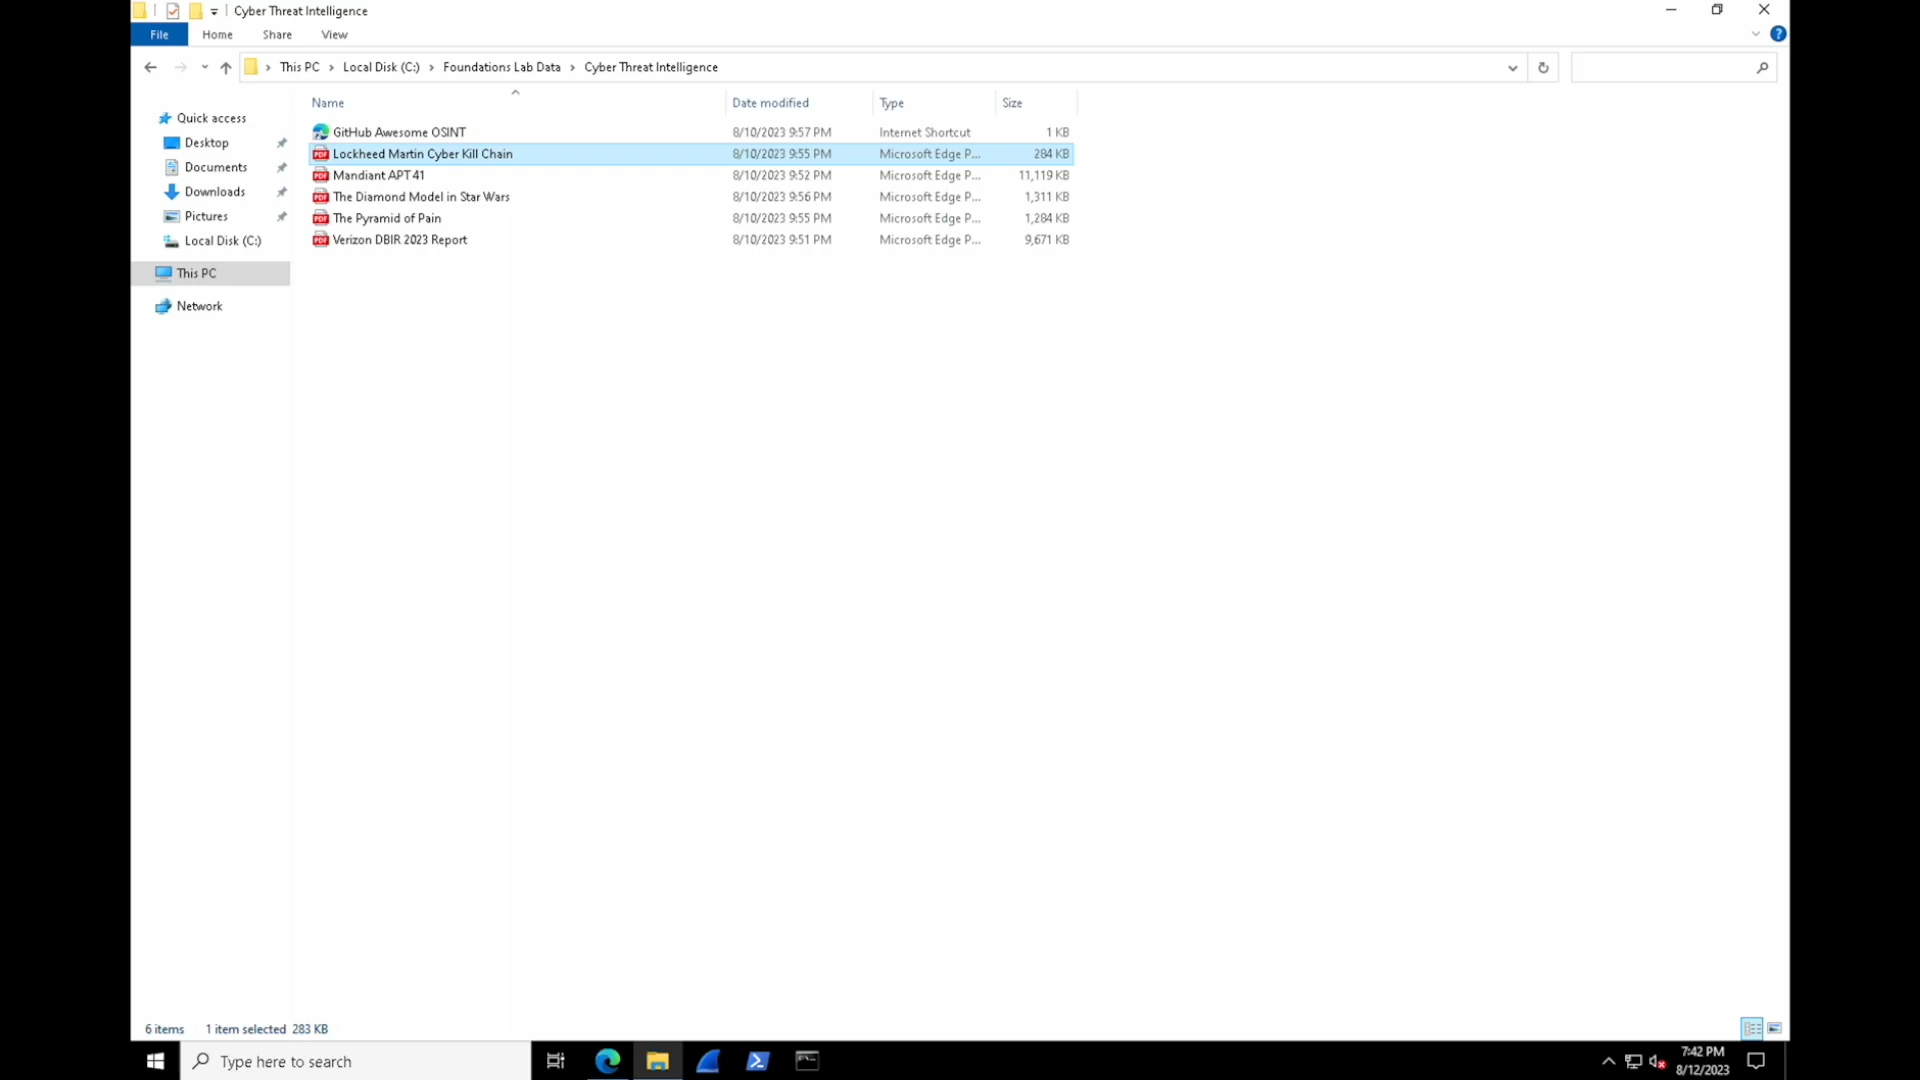 Cyber Threat Intelligence
File Home Share View
This PC Local Disk (C:) Foundations Lab Data Cyber Threat Intelligence
Name Date modified Type Size
Quick access
Desktop
Documents
Downloads
Pictures
Local Disk (C:)
This PC
Network
GitHub Awesome OSINT 8/10/2023 9:57 PM Internet Shortcut 1 KB
Lockheed Martin Cyber Kill Chain 8/10/2023 9:55 PM Microsoft Edge P... 284 KB
Mandiant APT 41 8/10/2023 9:52 PM Microsoft Edge P... 11,119 KB
The Diamond Model in Star Wars 8/10/2023 9:56 PM Microsoft Edge P... 1,311 KB
The Pyramid of Pain 8/10/2023 9:55 PM Microsoft Edge P... 1,284 KB
Verizon DBIR 2023 Report 8/10/2023 9:51 PM Microsoft Edge P... 9,671 KB
6 items 1 item selected 283 KB
Type here to search
7:42 PM
8/12/2023